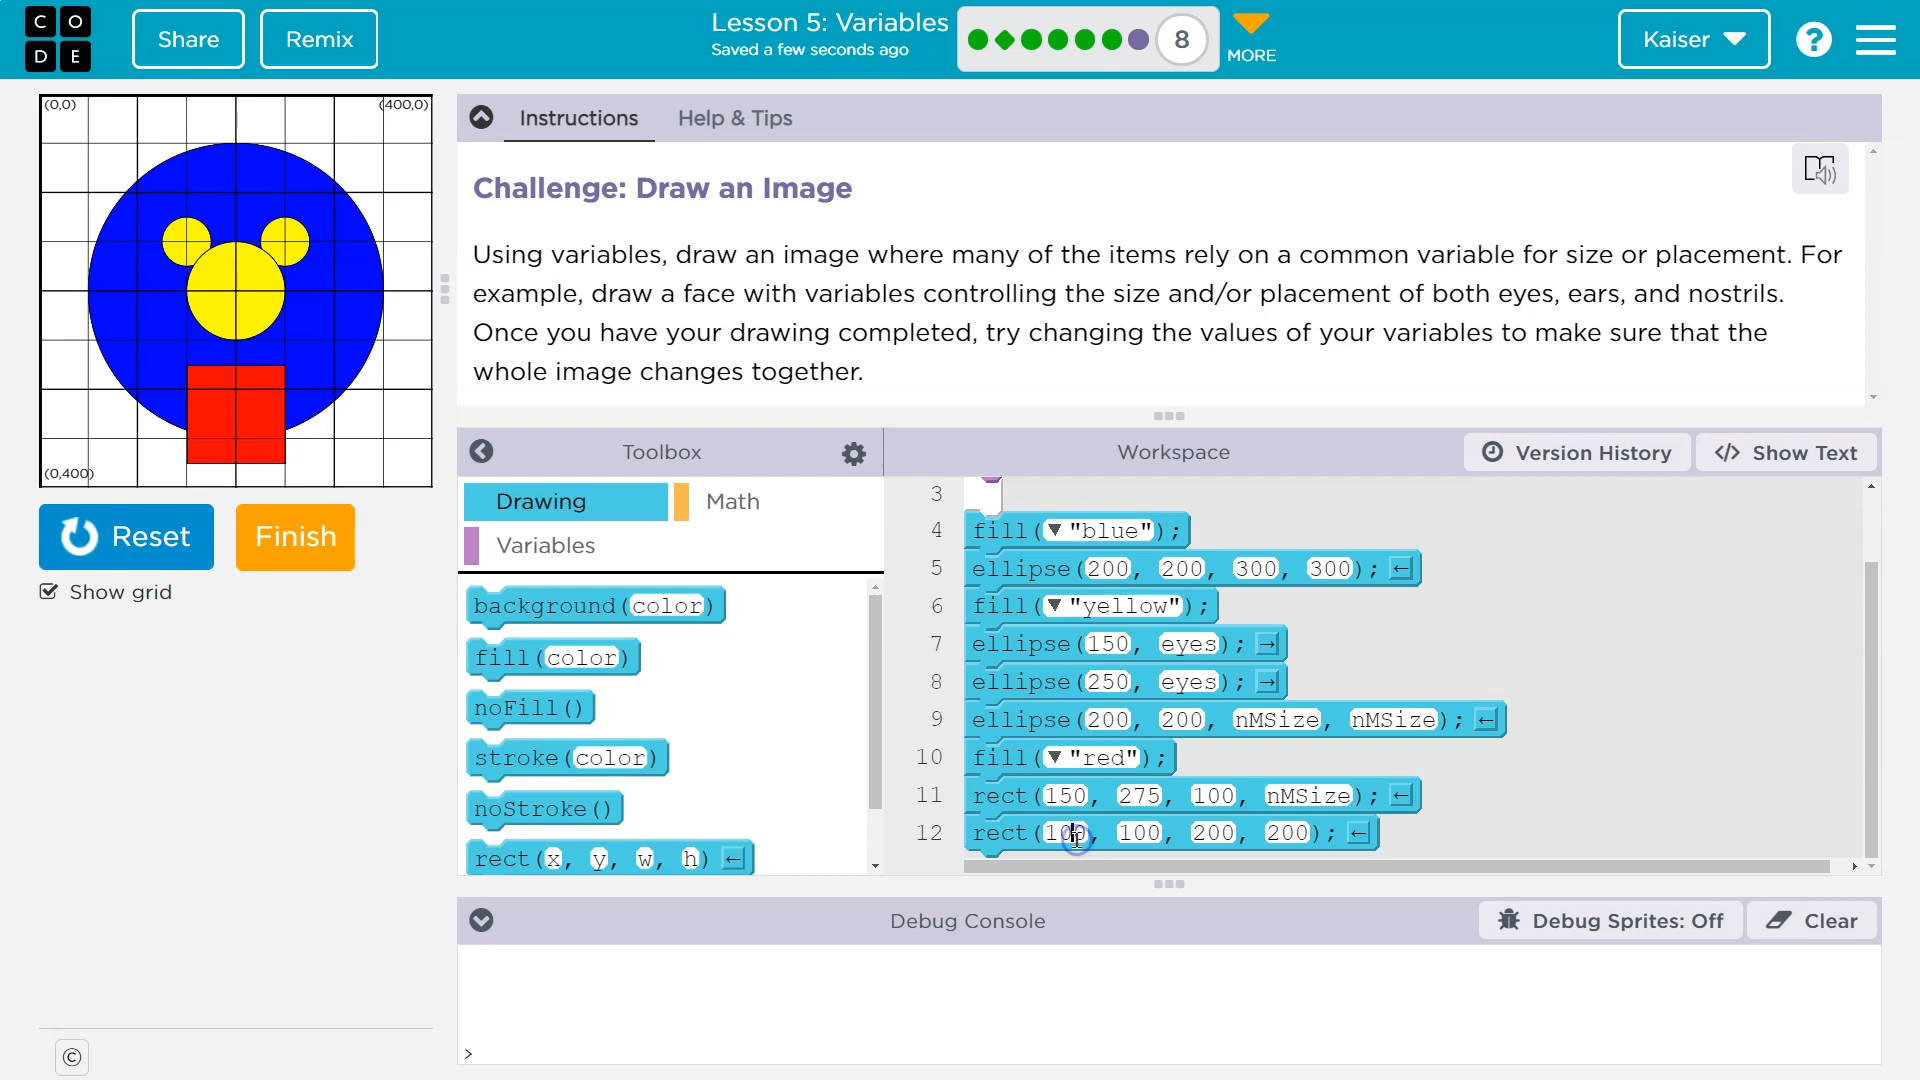 C O
D E
Share
Remix
Lesson 5: Variables
Saved a few seconds ago
8
MORE
Kaiser
?
(0,0)
(400,0)
(0,400)
Reset
Finish
Show grid
Instructions
Help & Tips
Challenge: Draw an Image
Using variables, draw an image where many of the items rely on a common variable for size or placement. For
example, draw a face with variables controlling the size and/or placement of both eyes, ears, and nostrils.
Once you have your drawing completed, try changing the values of your variables to make sure that the
whole image changes together.
Toolbox
Workspace
Version History
</> Show Text
Drawing
Math
Variables
background(color)
fill(color)
noFill()
stroke(color)
noStroke()
rect(x, y, w, h) ←
3
4 fill(▼ "blue");
5 ellipse(200, 200, 300, 300); ←
6 fill(▼ "yellow");
7 ellipse(150, eyes); →
8 ellipse(250, eyes); →
9 ellipse(200, 200, nMSize, nMSize); ←
10 fill(▼ "red");
11 rect(150, 275, 100, nMSize); ←
12 rect(100, 100, 200, 200); ←
Debug Console
Debug Sprites: Off
Clear
>
©